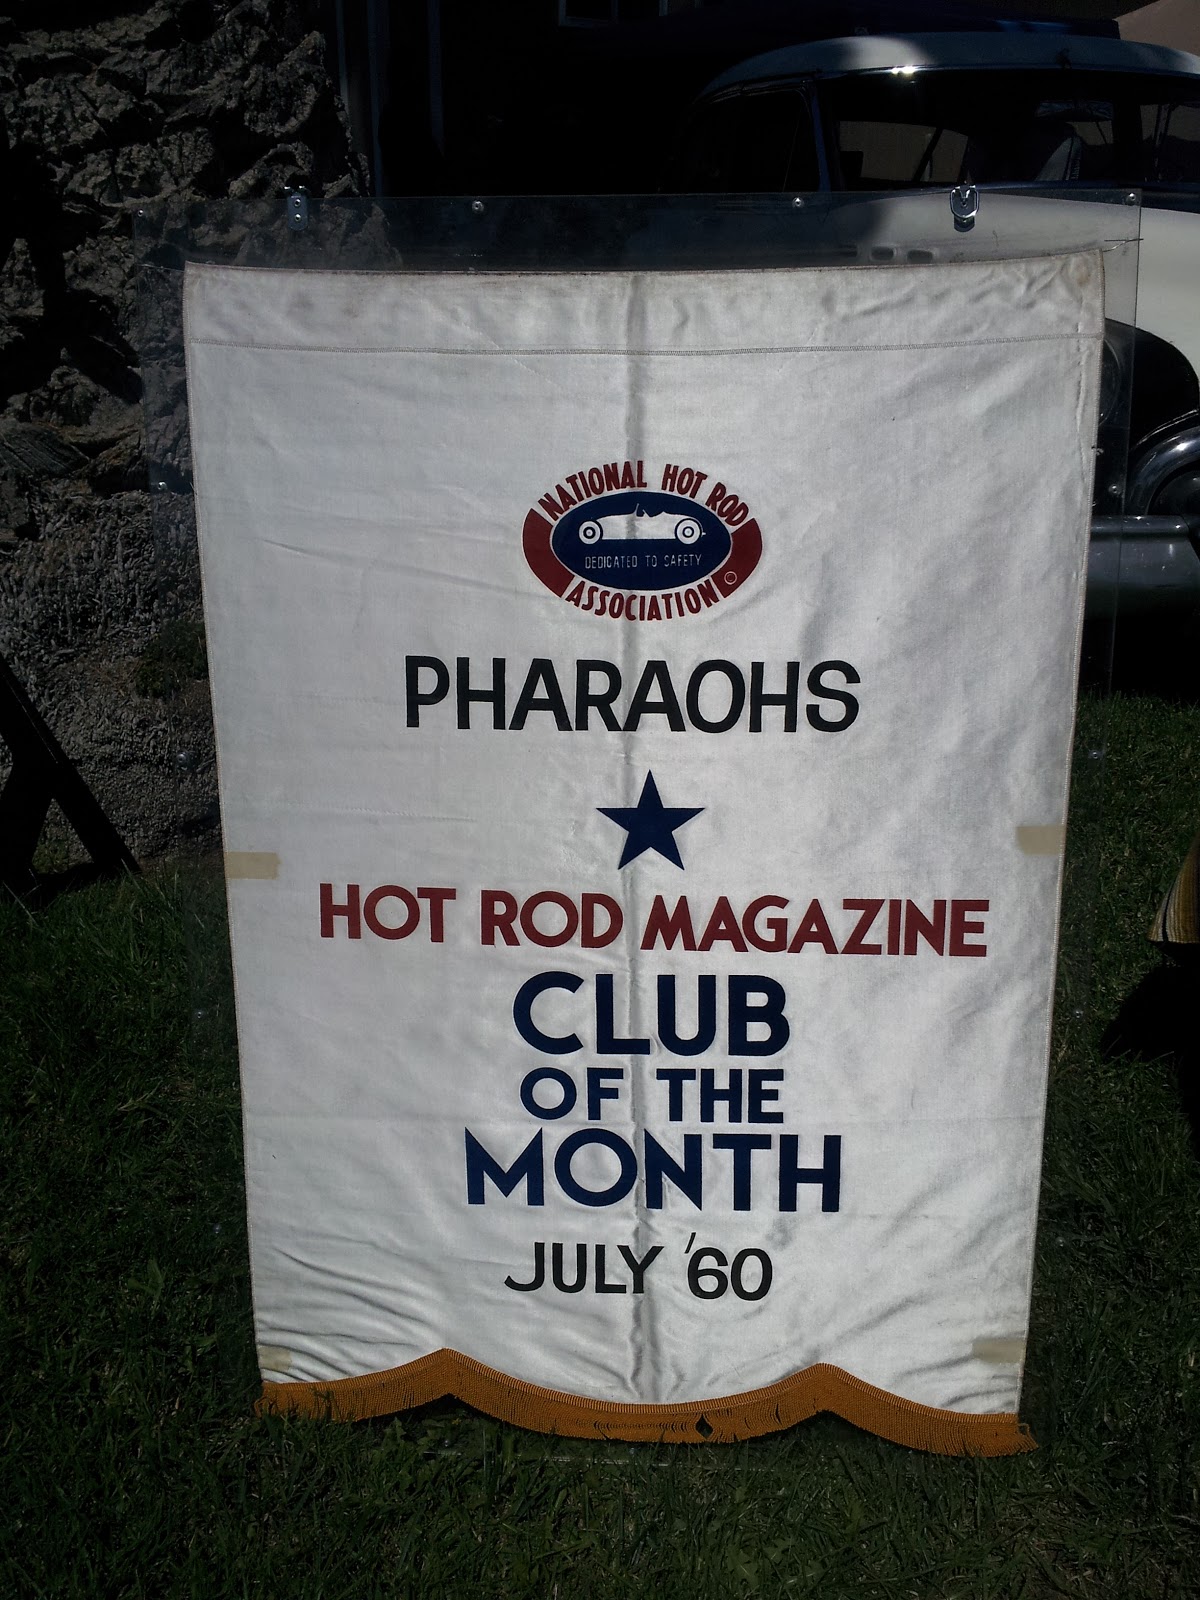 NATIONAL HOT ROD
DEDICATED TO SAFETY
ASSOCIATION ©
PHARAOHS
HOT ROD MAGAZINE
CLUB
OF THE
MONTH
JULY '60